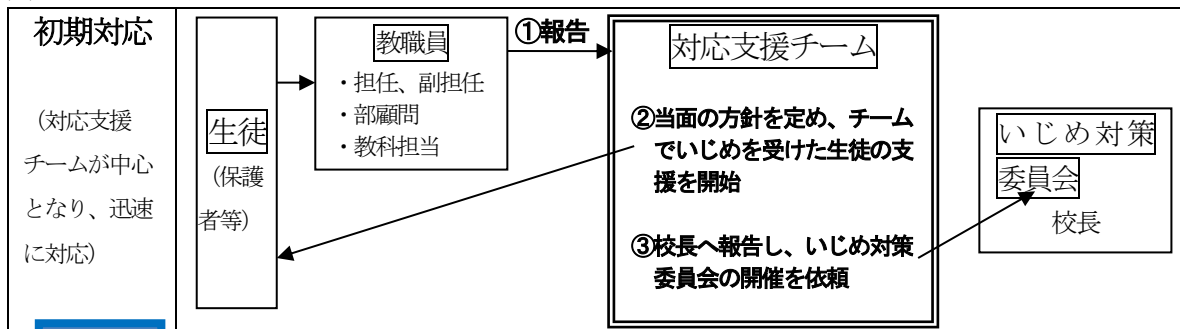 初期対応
（対応支援
チームが中心
となり、迅速
に対応）
生徒
（保護
者等）
教職員
・担任、副担任
・部顧問
・教科担当
①報告
対応支援チーム
②当面の方針を定め、チーム
でいじめを受けた生徒の支
援を開始
③校長へ報告し、いじめ対策
委員会の開催を依頼
いじめ対策
委員会
校長